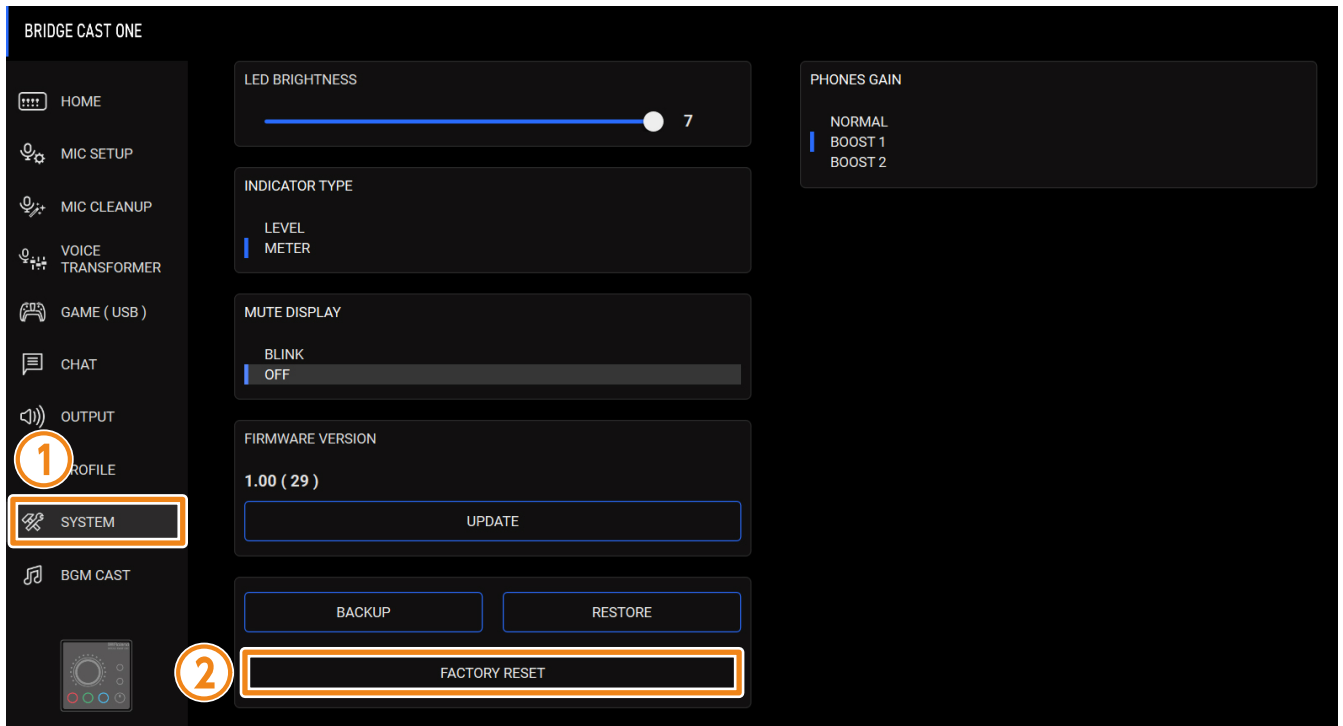 BRIDGE CAST ONE
HOME
MIC SETUP
MIC CLEANUP
VOICE
TRANSFORMER
GAME ( USB )
CHAT
OUTPUT
1
SYSTEM
BGM CAST
LED BRIGHTNESS
7
INDICATOR TYPE
LEVEL
METER
MUTE DISPLAY
BLINK
OFF
FIRMWARE VERSION
1.00 ( 29 )
UPDATE
BACKUP
RESTORE
2
FACTORY RESET
PHONES GAIN
NORMAL
BOOST 1
BOOST 2